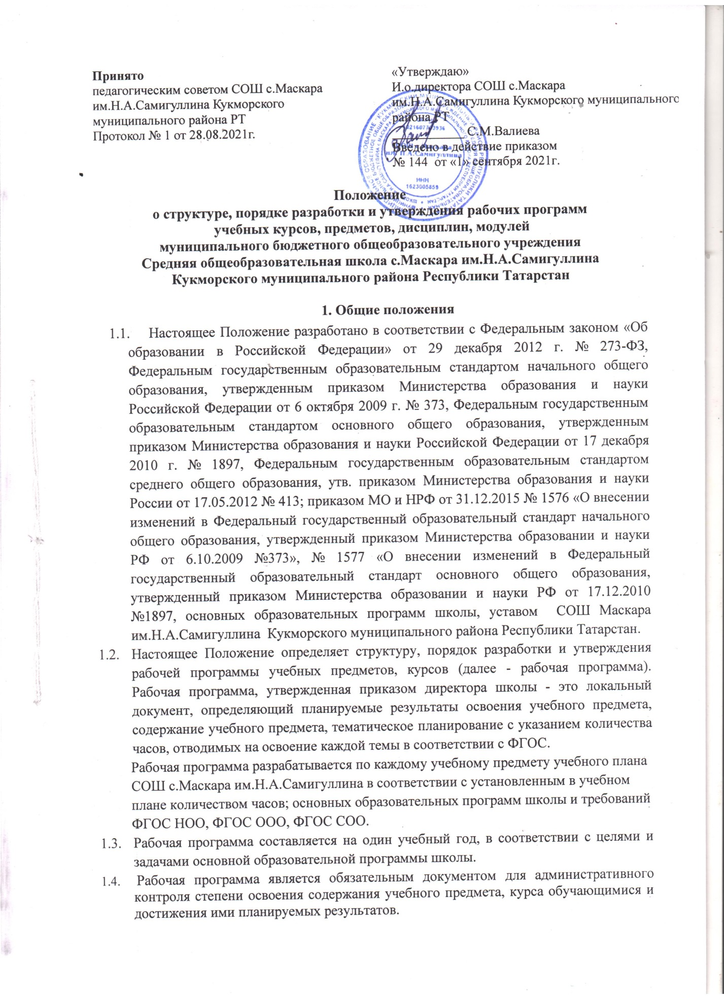 Принято
педагогическим советом СОШ с.Маскара
им.Н.А.Самигуллина Кукморского
муниципального района РТ
Протокол № 1 от 28.08.2021г.
«Утверждаю»
И.о.директора СОШ с.Маскара
им.Н.А.Самигуллина Кукморского муниципального
района РТ
С.М.Валиева
Введено в действие приказом
№ 144 от «1» сентября 2021г.
им. Н.А.Самигуллина
ИНН
1623005859
Положение
о структуре, порядке разработки и утверждения рабочих программ
учебных курсов, предметов, дисциплин, модулей
муниципального бюджетного общеобразовательного учреждения
Средняя общеобразовательная школа с.Маскара им.Н.А.Самигуллина
Кукморского муниципального района Республики Татарстан
1. Общие положения
1.1. Настоящее Положение разработано в соответствии с Федеральным законом «Об
образовании в Российской Федерации» от 29 декабря 2012 г. № 273-ФЗ,
Федеральным государственным образовательным стандартом начального общего
образования, утвержденным приказом Министерства образования и науки
Российской Федерации от 6 октября 2009 г. № 373, Федеральным государственным
образовательным стандартом основного общего образования, утвержденным
приказом Министерства образования и науки Российской Федерации от 17 декабря
2010 г. № 1897, Федеральным государственным образовательным стандартом
среднего общего образования, утв. приказом Министерства образования и науки
России от 17.05.2012 № 413; приказом МО и НРФ от 31.12.2015 № 1576 «О внесении
изменений в Федеральный государственный образовательный стандарт начального
общего образования, утвержденный приказом Министерства образовании и науки
РФ от 6.10.2009 №373», № 1577 «О внесении изменений в Федеральный
государственный образовательный стандарт основного общего образования,
утвержденный приказом Министерства образовании и науки РФ от 17.12.2010
№1897, основных образовательных программ школы, уставом СОШ Маскара
им.Н.А.Самигуллина Кукморского муниципального района Республики Татарстан.
1.2. Настоящее Положение определяет структуру, порядок разработки и утверждения
рабочей программы учебных предметов, курсов (далее - рабочая программа).
Рабочая программа, утвержденная приказом директора школы - это локальный
документ, определяющий планируемые результаты освоения учебного предмета,
содержание учебного предмета, тематическое планирование с указанием количества
часов, отводимых на освоение каждой темы в соответствии с ФГОС.
Рабочая программа разрабатывается по каждому учебному предмету учебного плана
СОШ с.Маскара им.Н.А.Самигуллина в соответствии с установленным в учебном
плане количеством часов; основных образовательных программ школы и требований
ФГОС НОО, ФГОС ООО, ФГОС СОО.
1.3. Рабочая программа составляется на один учебный год, в соответствии с целями и
задачами основной образовательной программы школы.
1.4. Рабочая программа является обязательным документом для административного
контроля степени освоения содержания учебного предмета, курса обучающимися и
достижения ими планируемых результатов.